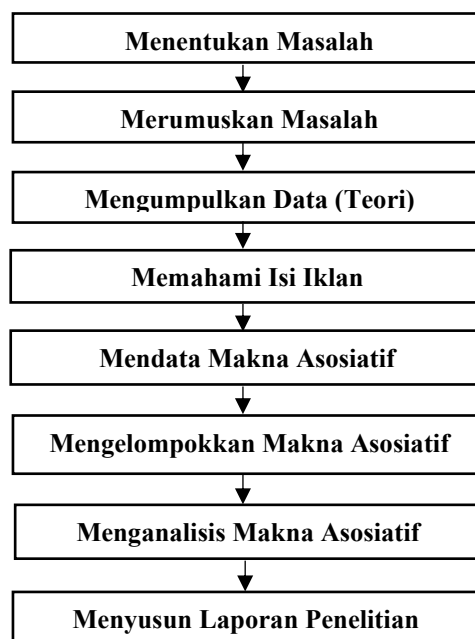 Menentukan Masalah
Merumuskan Masalah
Mengumpulkan Data (Teori)
Memahami Isi Iklan
Mendata Makna Asosiatif
Mengelompokkan Makna Asosiatif
Menganalisis Makna Asosiatif
Menyusun Laporan Penelitian